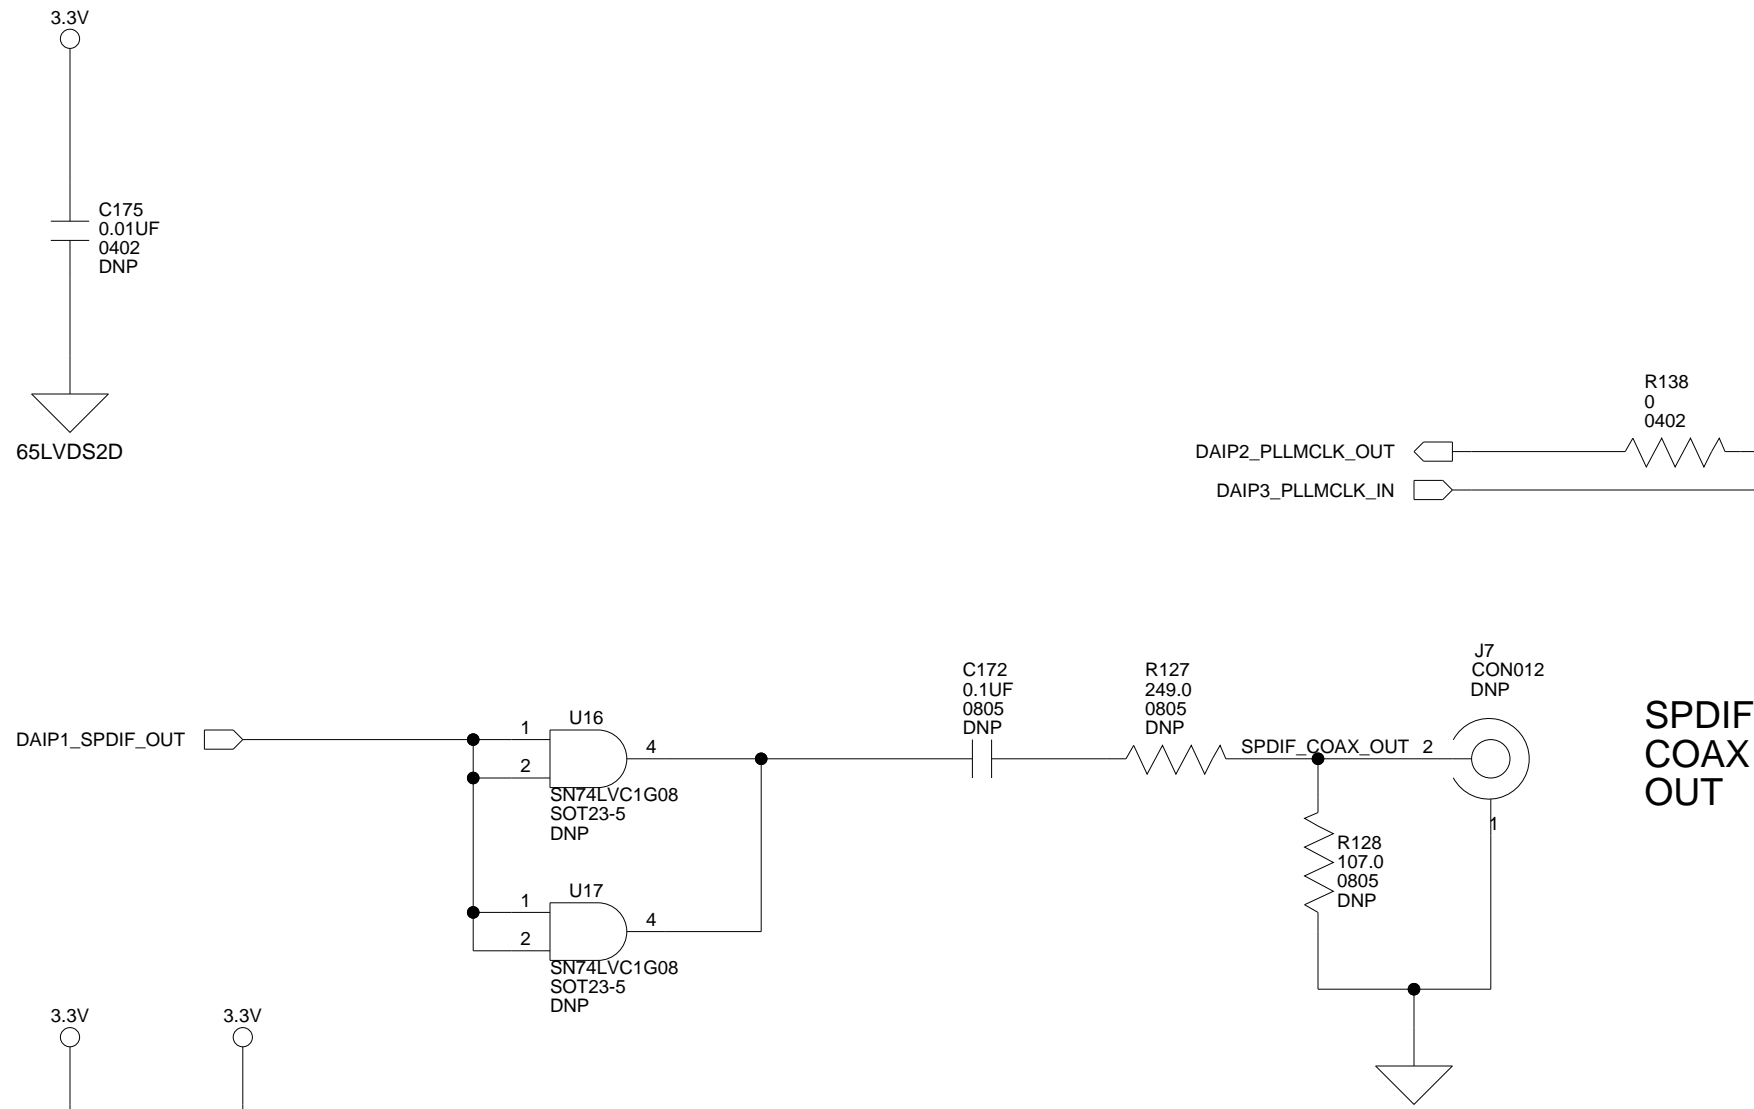 3.3V
C175
0.01UF
0402
DNP
65LVDS2D
R138
0
0402
DAIP2_PLLMCLK_OUT
DAIP3_PLLMCLK_IN
DAIP1_SPDIF_OUT
1
2
U16
4
SN74LVC1G08
SOT23-5
DNP
1
2
U17
4
SN74LVC1G08
SOT23-5
DNP
C172
0.1UF
0805
DNP
R127
249.0
0805
DNP
SPDIF_COAX_OUT 2
J7
CON012
DNP
1
R128
107.0
0805
DNP
SPDIF
COAX
OUT
3.3V
3.3V